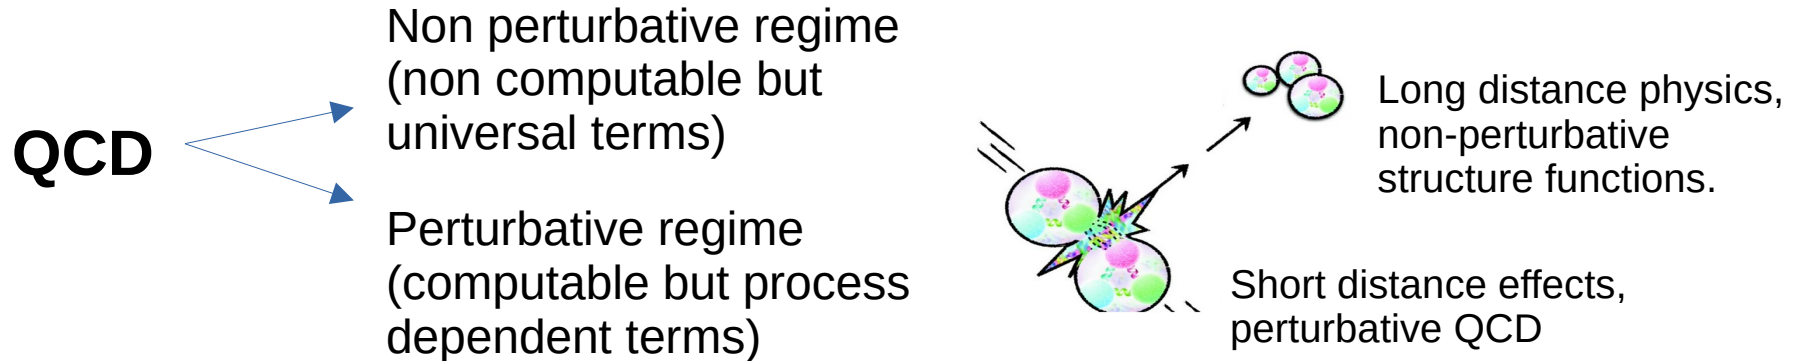 QCD
Non perturbative regime
(non computable but
universal terms)
Perturbative regime
(computable but process
dependent terms)
Long distance physics,
non-perturbative
structure functions.
Short distance effects,
perturbative QCD